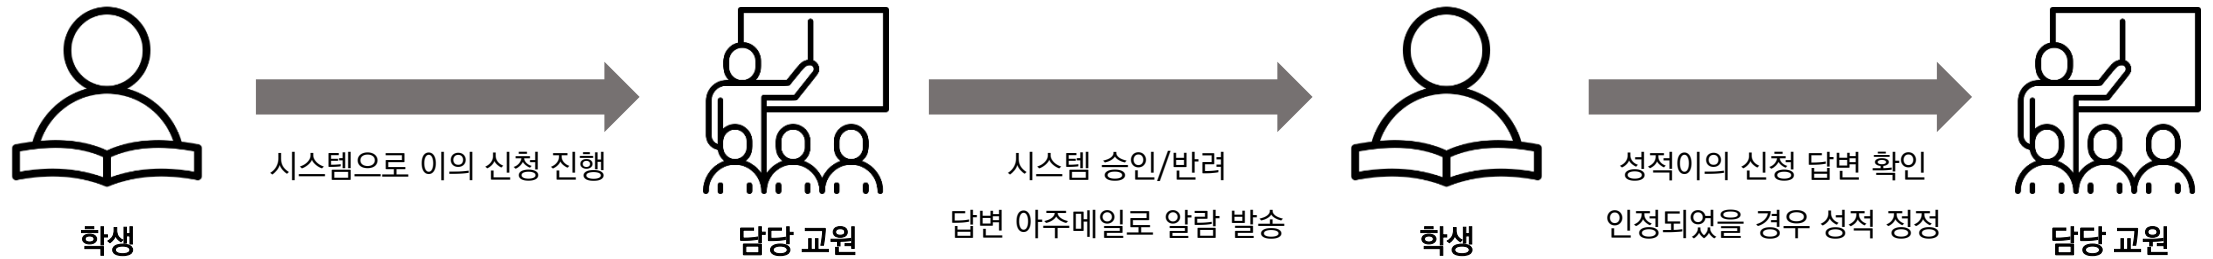 시스템으로 이의 신청 진행
시스템 승인/반려
성적이의 신청 답변 확인
답변 아주메일로 알람 발송
인정되었을 경우 성적 정정
학생
담당 교원
학생
담당 교원